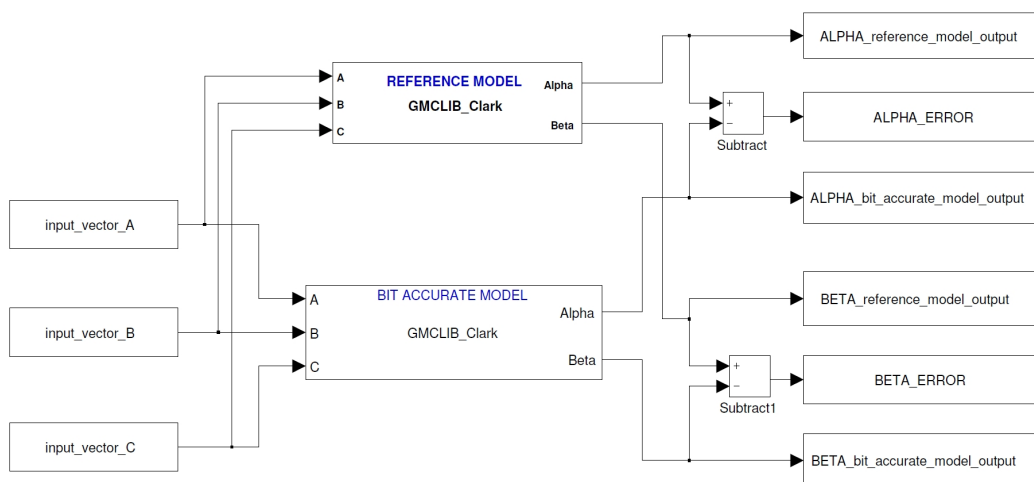 ALPHA_reference_model_output
REFERENCE MODEL
GMCLIB_Clark
A
B
C
Alpha
Beta
+
−
Subtract
ALPHA_ERROR
ALPHA_bit_accurate_model_output
input_vector_A
input_vector_B
input_vector_C
BIT ACCURATE MODEL
GMCLIB_Clark
A
B
C
Alpha
Beta
BETA_reference_model_output
+
−
Subtract1
BETA_ERROR
BETA_bit_accurate_model_output